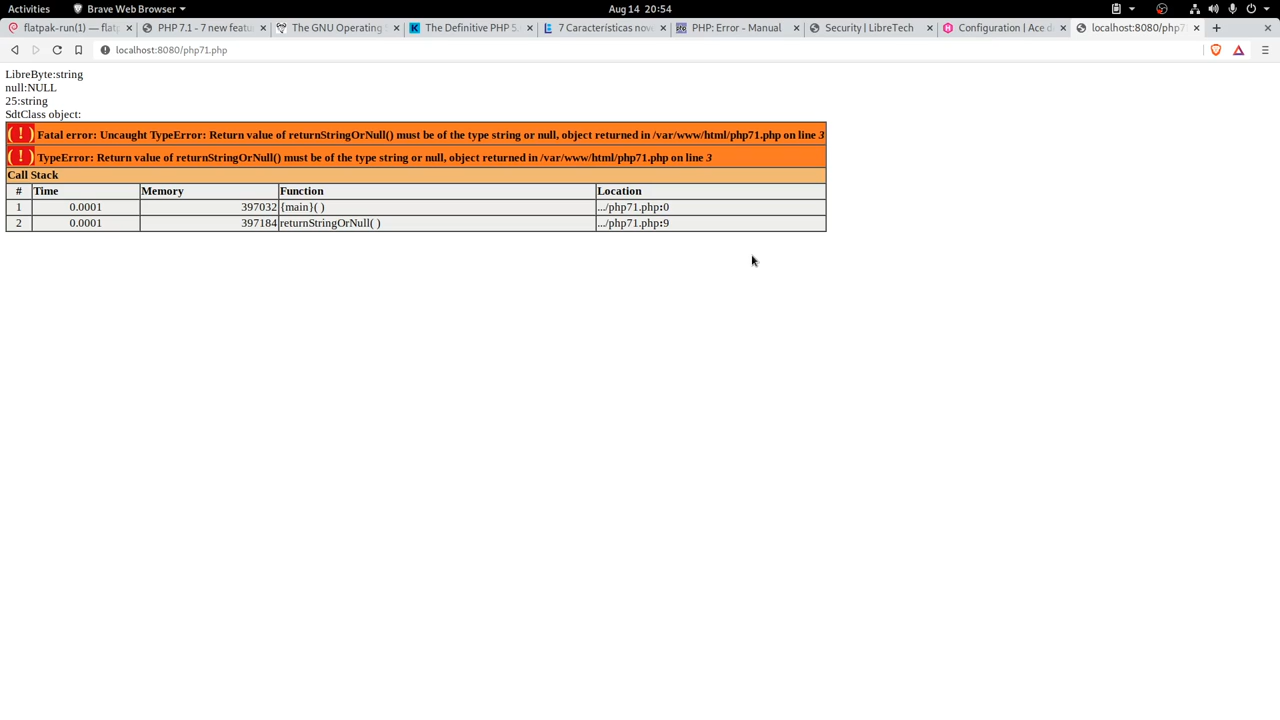 Activities
Brave Web Browser
Aug 14 20:54
flatpak-run(1) — flat
PHP 7.1 - 7 new featu
The GNU Operating
The Definitive PHP 5.
7 Características nov
PHP: Error - Manual
Security | LibreTech
Configuration | Ace d
localhost:8080/php7
localhost:8080/php71.php
LibreByte:string
null:NULL
25:string
SdtClass object:
( ! ) Fatal error: Uncaught TypeError: Return value of returnStringOrNull() must be of the type string or null, object returned in /var/www/html/php71.php on line 3
( ! ) TypeError: Return value of returnStringOrNull() must be of the type string or null, object returned in /var/www/html/php71.php on line 3
Call Stack
# Time Memory Function Location
1 0.0001 397032 {main}( ) .../php71.php:0
2 0.0001 397184 returnStringOrNull( ) .../php71.php:9